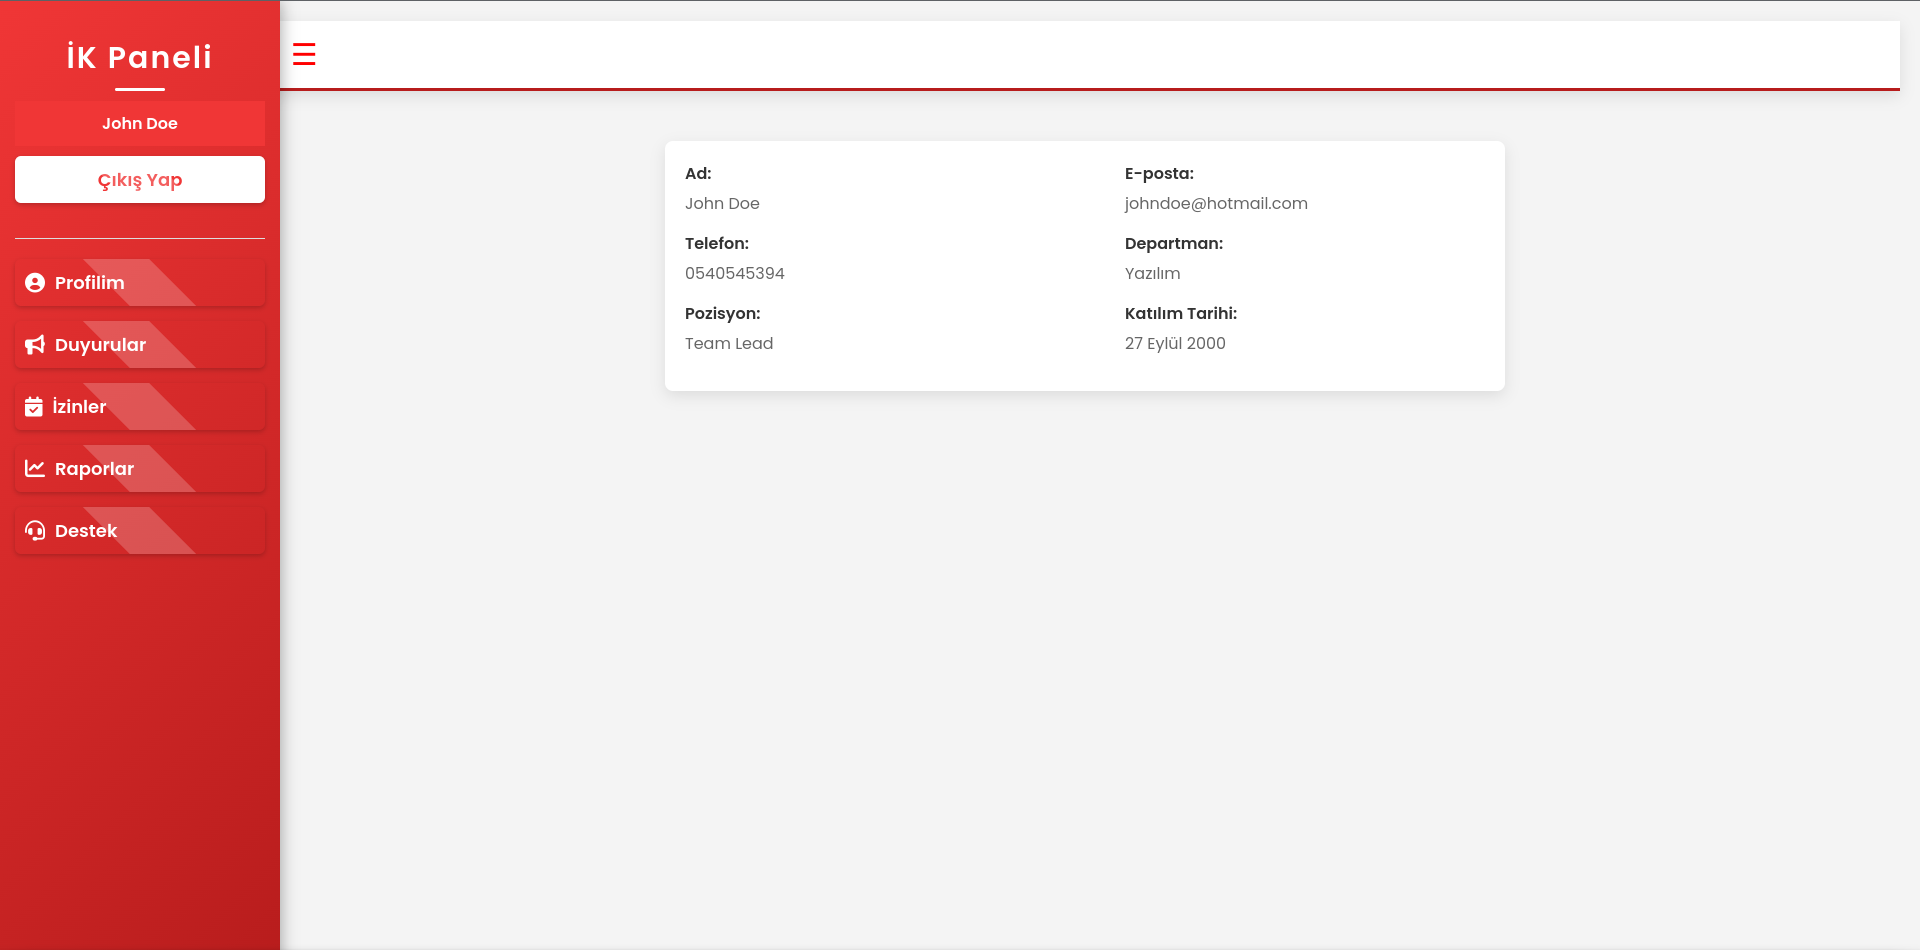 İK Paneli
John Doe
Çıkış Yap
Profilim
Duyurular
İzinler
Raporlar
Destek
Ad:
John Doe
E-posta:
johndoe@hotmail.com
Telefon:
0540545394
Departman:
Yazılım
Pozisyon:
Team Lead
Katılım Tarihi:
27 Eylül 2000